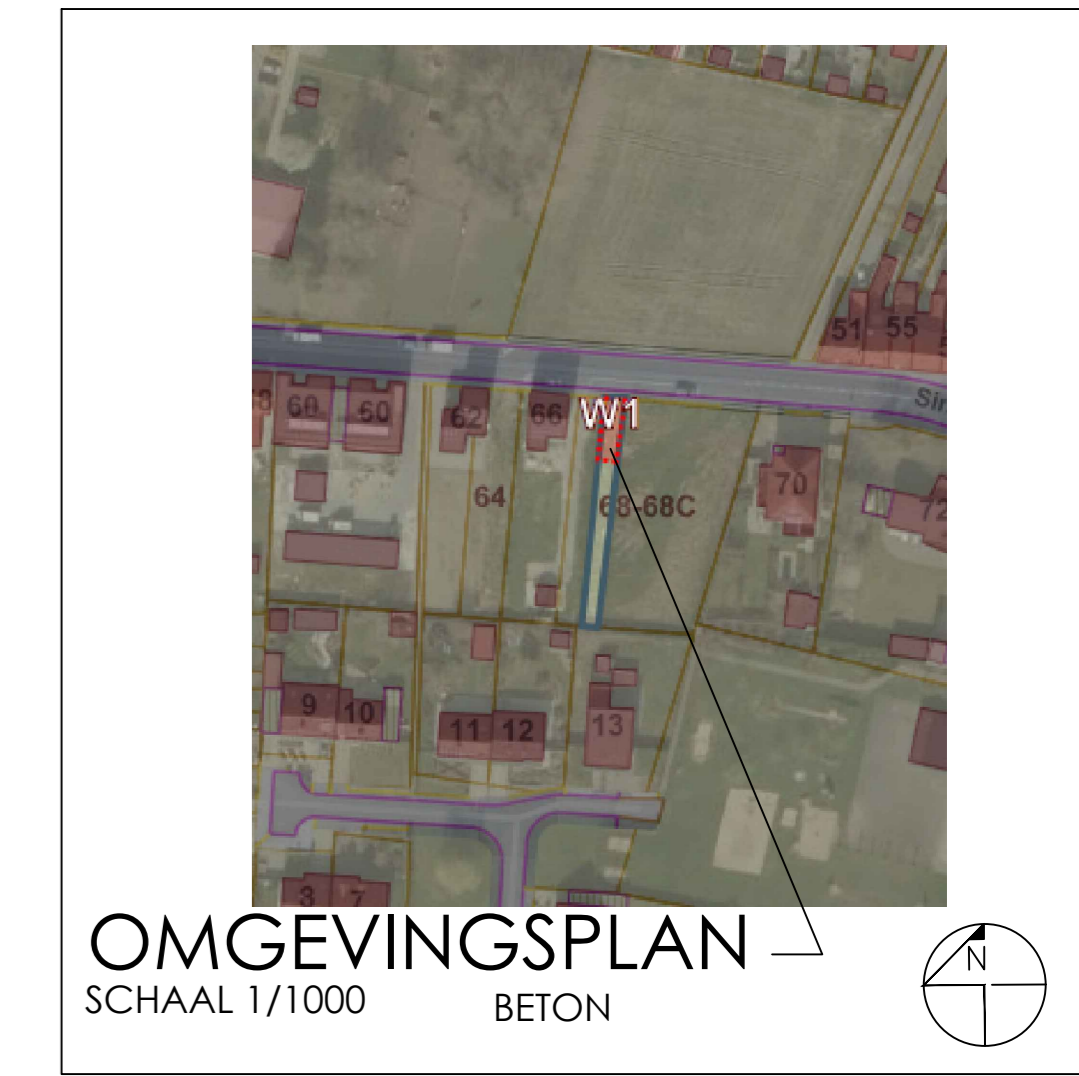 51 55
60 50 62 66 W1
Sir
64 68-68C 70 72
9 10 11 12 13
3 7
OMGEVINGSPLAN
SCHAAL 1/1000 BETON
N